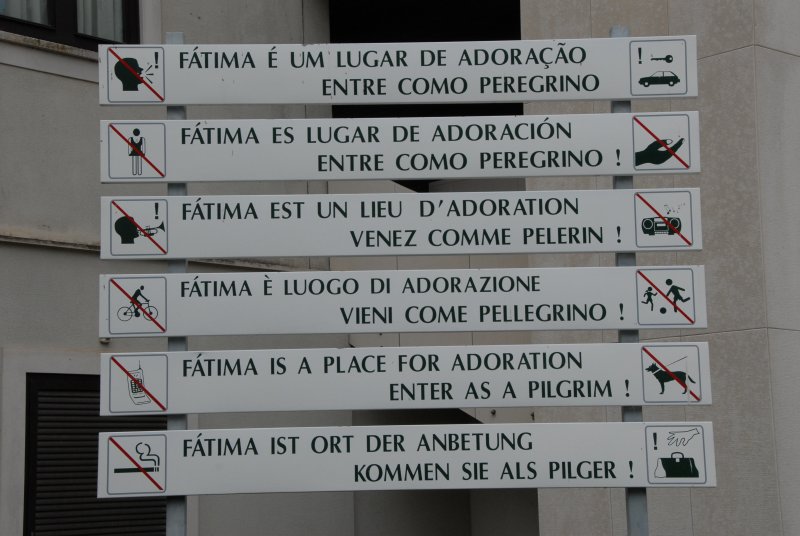 FÁTIMA É UM LUGAR DE ADORAÇÃO
ENTRE COMO PEREGRINO
FÁTIMA ES LUGAR DE ADORACIÓN
ENTRE COMO PEREGRINO !
FÁTIMA EST UN LIEU D'ADORATION
VENEZ COMME PELERIN !
FÁTIMA È LUOGO DI ADORAZIONE
VIENI COME PELLEGRINO !
FÁTIMA IS A PLACE FOR ADORATION
ENTER AS A PILGRIM !
FÁTIMA IST ORT DER ANBETUNG
KOMMEN SIE ALS PILGER !